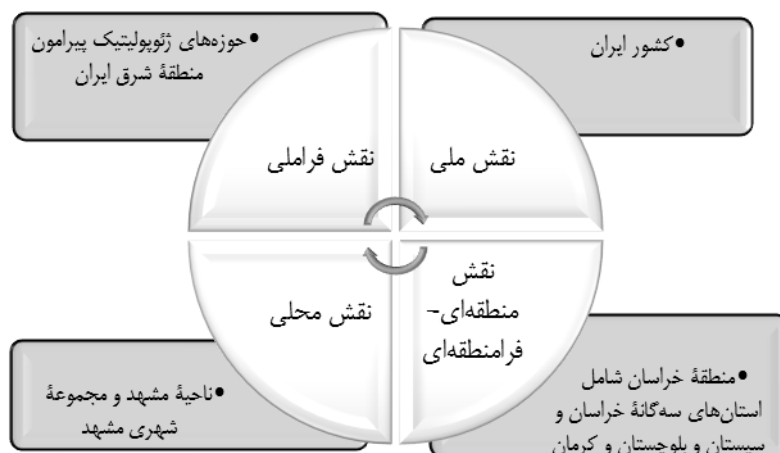 •کشور ایران
•حوزه‌های ژئوپولیتیک پیرامون
منطقهٔ شرق ایران
نقش ملی
نقش فراملی
نقش
منطقه‌ای-
فرامنطقه‌ای
نقش محلی
•منطقهٔ خراسان شامل
استان‌های سه‌گانهٔ خراسان و
سیستان و بلوچستان و کرمان
•ناحیهٔ مشهد و مجموعهٔ
شهری مشهد